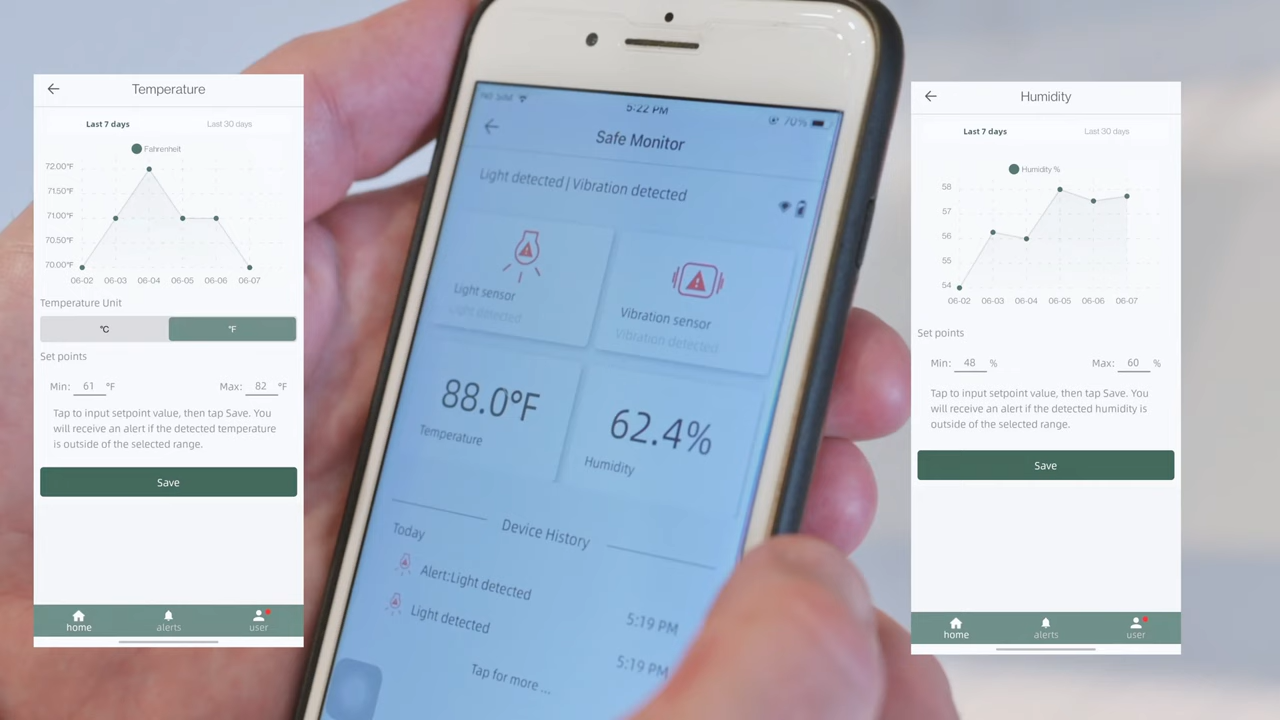 Temperature
Last 7 days
Last 30 days
Fahrenheit
72.00°F
71.50°F
71.00°F
70.50°F
70.00°F
06-02 06-03 06-04 06-05 06-06 06-07
Temperature Unit
°C
°F
Set points
Min: 61 °F
Max: 82 °F
Tap to input setpoint value, then tap Save. You
will receive an alert if the detected temperature
is outside of the selected range.
Save
home
alerts
user
No SIM
5:22 PM
70%
Safe Monitor
Light detected | Vibration detected
Light sensor
Light detected
Vibration sensor
Vibration detected
88.0°F
Temperature
62.4%
Humidity
Device History
Today
Alert:Light detected
5:19 PM
Light detected
5:19 PM
Tap for more ...
Humidity
Last 7 days
Last 30 days
Humidity %
58
57
56
55
54
06-02 06-03 06-04 06-05 06-06 06-07
Set points
Min: 48 %
Max: 60 %
Tap to input setpoint value, then tap Save. You
will receive an alert if the detected humidity is
outside of the selected range.
Save
home
alerts
user